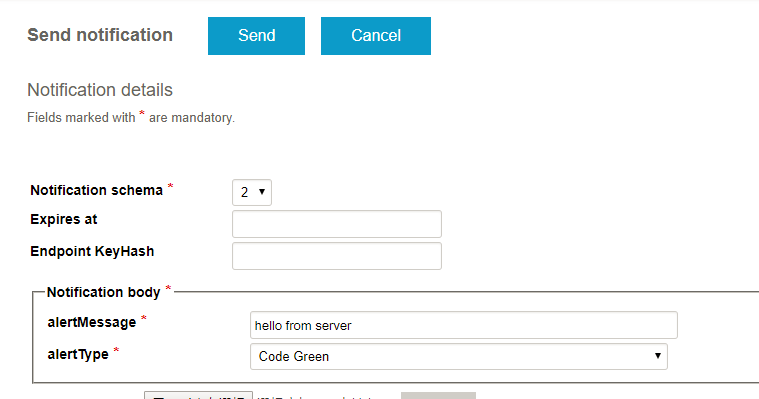 Send notification Send Cancel
Notification details
Fields marked with * are mandatory.
Notification schema * 2
Expires at
Endpoint KeyHash
Notification body *
alertMessage * hello from server
alertType * Code Green